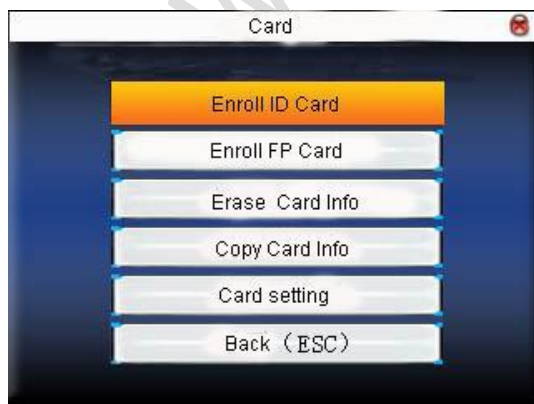 Card
Enroll ID Card
Enroll FP Card
Erase Card Info
Copy Card Info
Card setting
Back（ESC）